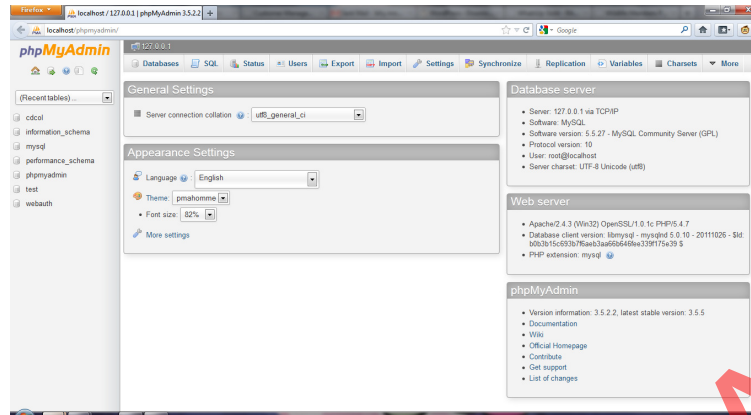 Firefox
localhost / 127.0.0.1 | phpMyAdmin 3.5.2.2
localhost/phpmyadmin/
Google
phpMyAdmin
127.0.0.1
Databases SQL Status Users Export Import Settings Synchronize Replication Variables Charsets More
(Recent tables) ...
cdcol
information_schema
mysql
performance_schema
phpmyadmin
test
webauth
General Settings
Server connection collation : utf8_general_ci
Appearance Settings
Language : English
Theme: pmahomme
Font size: 82%
More settings
Database server
Server: 127.0.0.1 via TCP/IP
Software: MySQL
Software version: 5.5.27 - MySQL Community Server (GPL)
Protocol version: 10
User: root@localhost
Server charset: UTF-8 Unicode (utf8)
Web server
Apache/2.4.3 (Win32) OpenSSL/1.0.1c PHP/5.4.7
Database client version: libmysql - mysqlnd 5.0.10 - 20111026 - $Id:
PHP extension: mysql
phpMyAdmin
Version information: 3.5.2.2, latest stable version: 3.5.5
Documentation
Wiki
Official Homepage
Contribute
Get support
List of changes